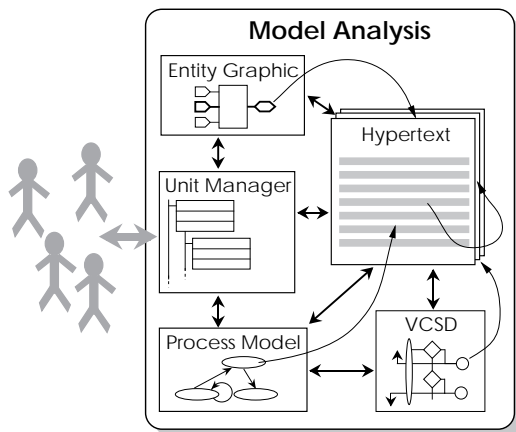 Model Analysis
Entity Graphic
Hypertext
Unit Manager
VCSD
Process Model